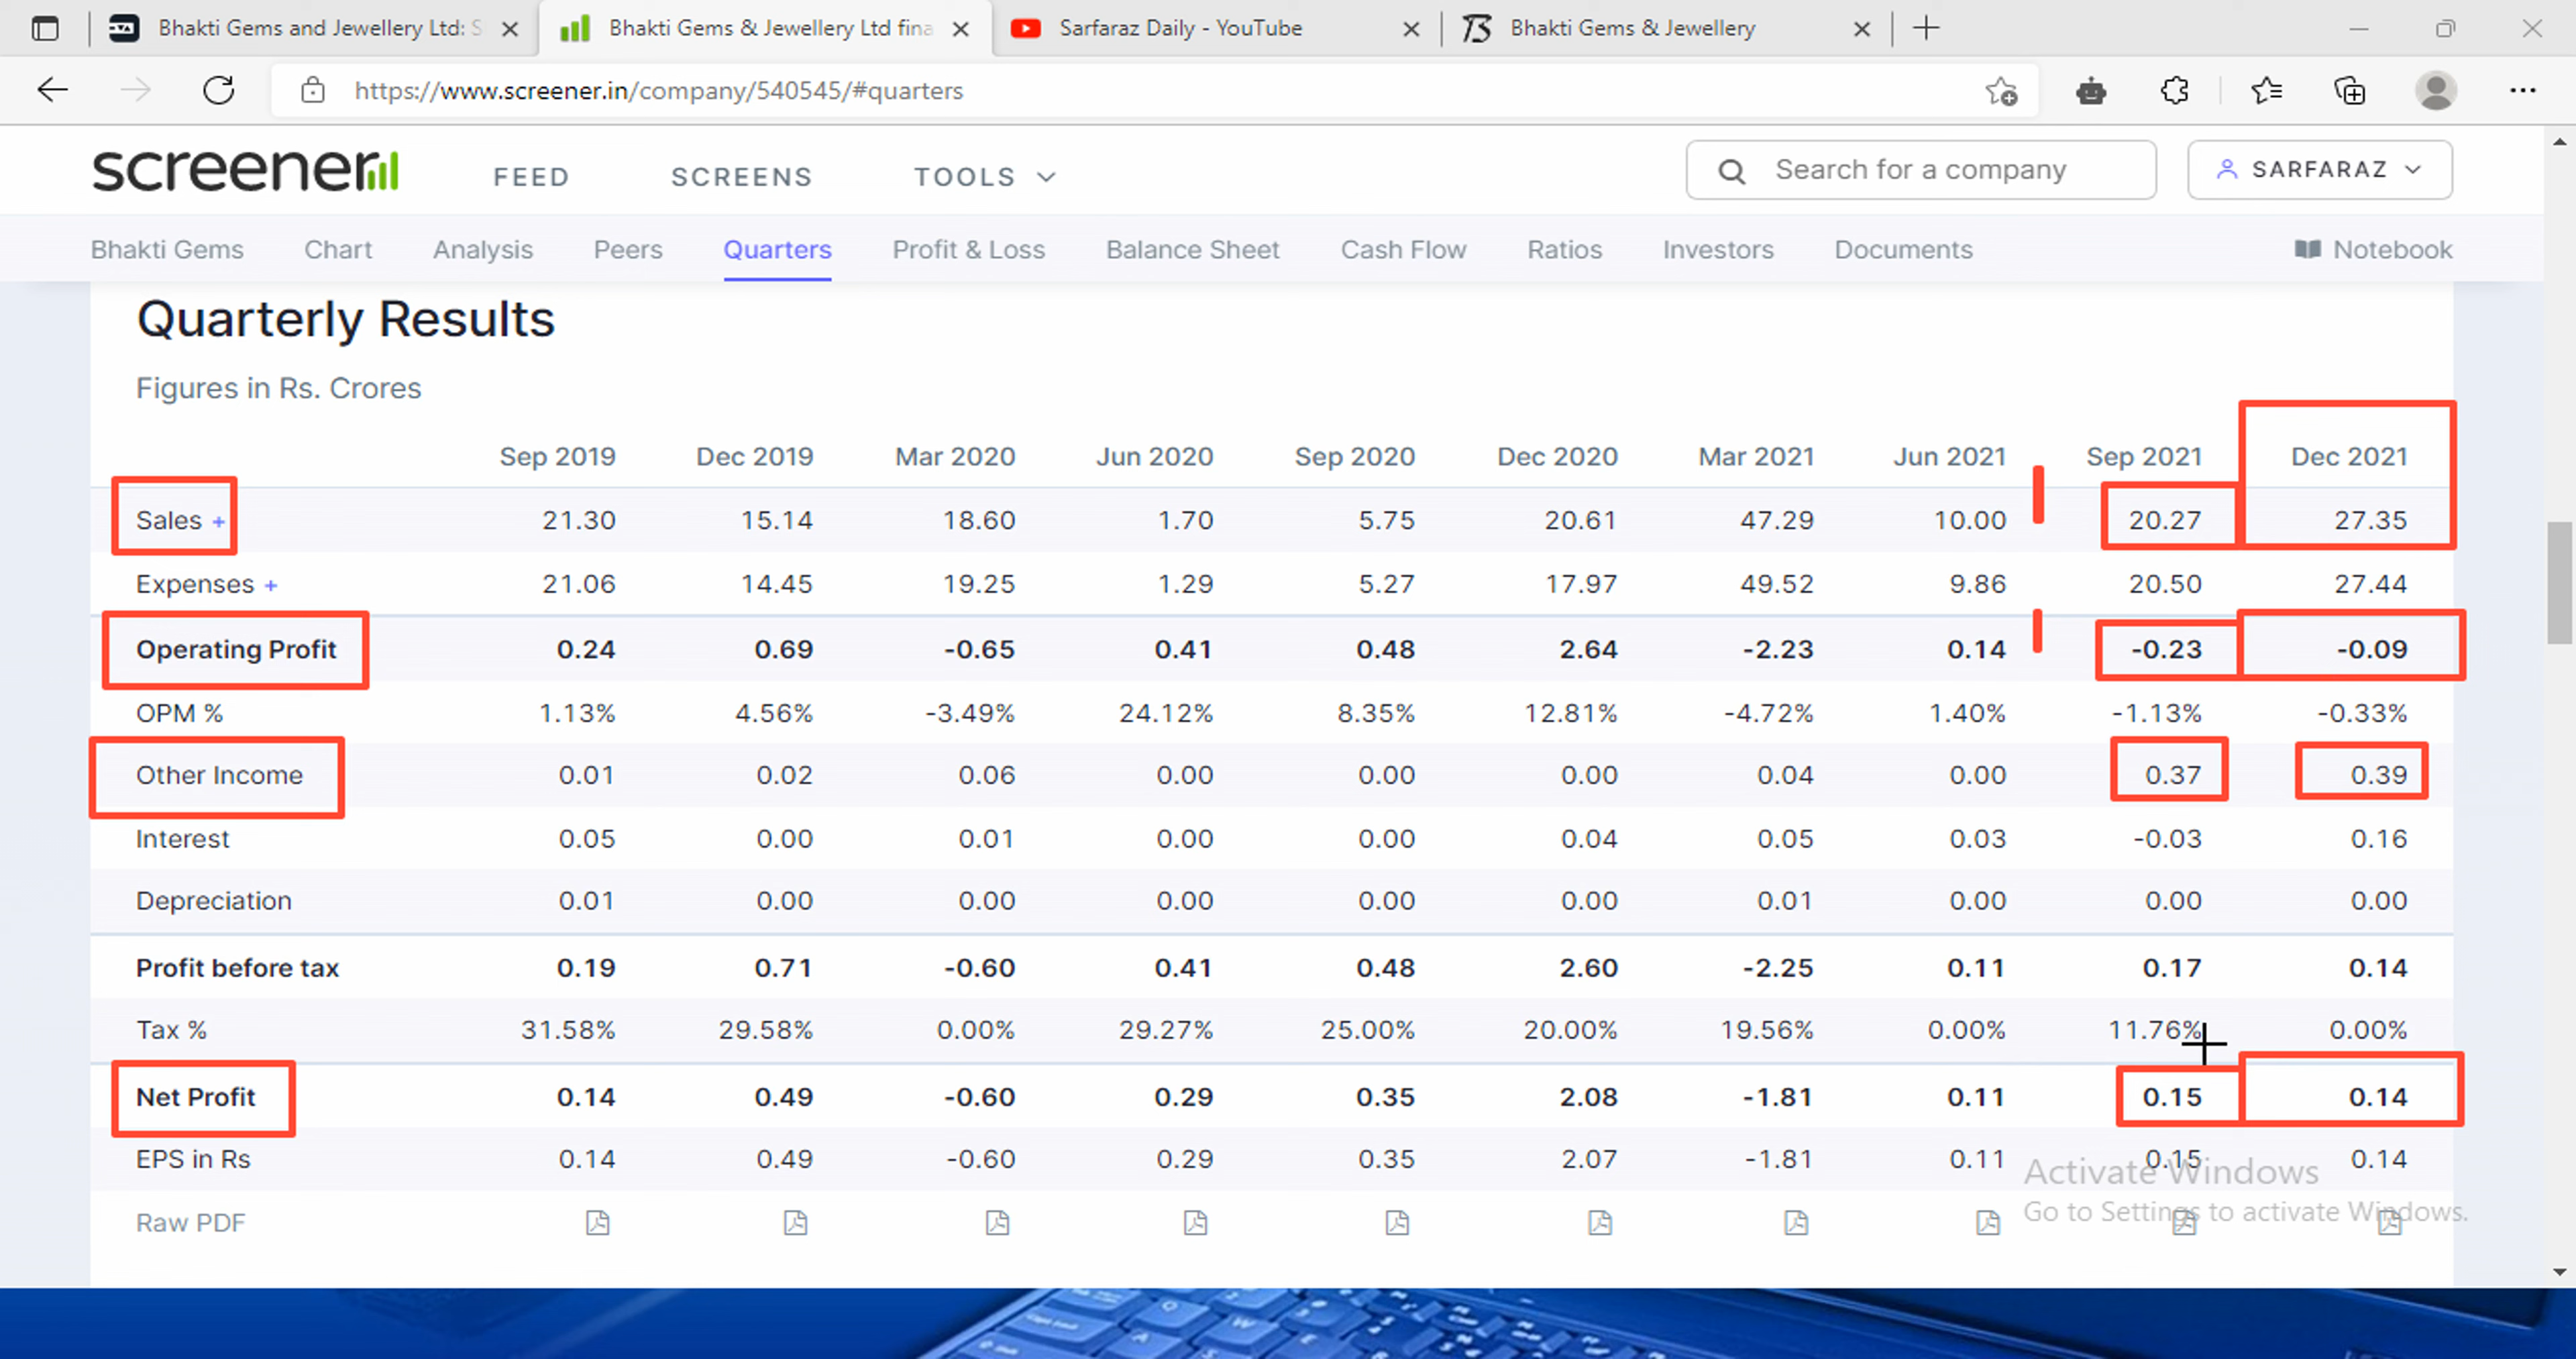 Bhakti Gems and Jewellery Ltd: S
Bhakti Gems & Jewellery Ltd fina
Sarfaraz Daily - YouTube
Bhakti Gems & Jewellery
https://www.screener.in/company/540545/#quarters
screener FEED SCREENS TOOLS Search for a company SARFARAZ
Bhakti Gems Chart Analysis Peers Quarters Profit & Loss Balance Sheet Cash Flow Ratios Investors Documents Notebook
Quarterly Results
Figures in Rs. Crores
Sep 2019 Dec 2019 Mar 2020 Jun 2020 Sep 2020 Dec 2020 Mar 2021 Jun 2021 Sep 2021 Dec 2021
Sales + 21.30 15.14 18.60 1.70 5.75 20.61 47.29 10.00 20.27 27.35
Expenses + 21.06 14.45 19.25 1.29 5.27 17.97 49.52 9.86 20.50 27.44
Operating Profit 0.24 0.69 -0.65 0.41 0.48 2.64 -2.23 0.14 -0.23 -0.09
OPM % 1.13% 4.56% -3.49% 24.12% 8.35% 12.81% -4.72% 1.40% -1.13% -0.33%
Other Income 0.01 0.02 0.06 0.00 0.00 0.00 0.04 0.00 0.37 0.39
Interest 0.05 0.00 0.01 0.00 0.00 0.04 0.05 0.03 -0.03 0.16
Depreciation 0.01 0.00 0.00 0.00 0.00 0.00 0.01 0.00 0.00 0.00
Profit before tax 0.19 0.71 -0.60 0.41 0.48 2.60 -2.25 0.11 0.17 0.14
Tax % 31.58% 29.58% 0.00% 29.27% 25.00% 20.00% 19.56% 0.00% 11.76% 0.00%
Net Profit 0.14 0.49 -0.60 0.29 0.35 2.08 -1.81 0.11 0.15 0.14
EPS in Rs 0.14 0.49 -0.60 0.29 0.35 2.07 -1.81 0.11 0.15 0.14
Activate Windows
Go to Settings to activate Windows.
Raw PDF